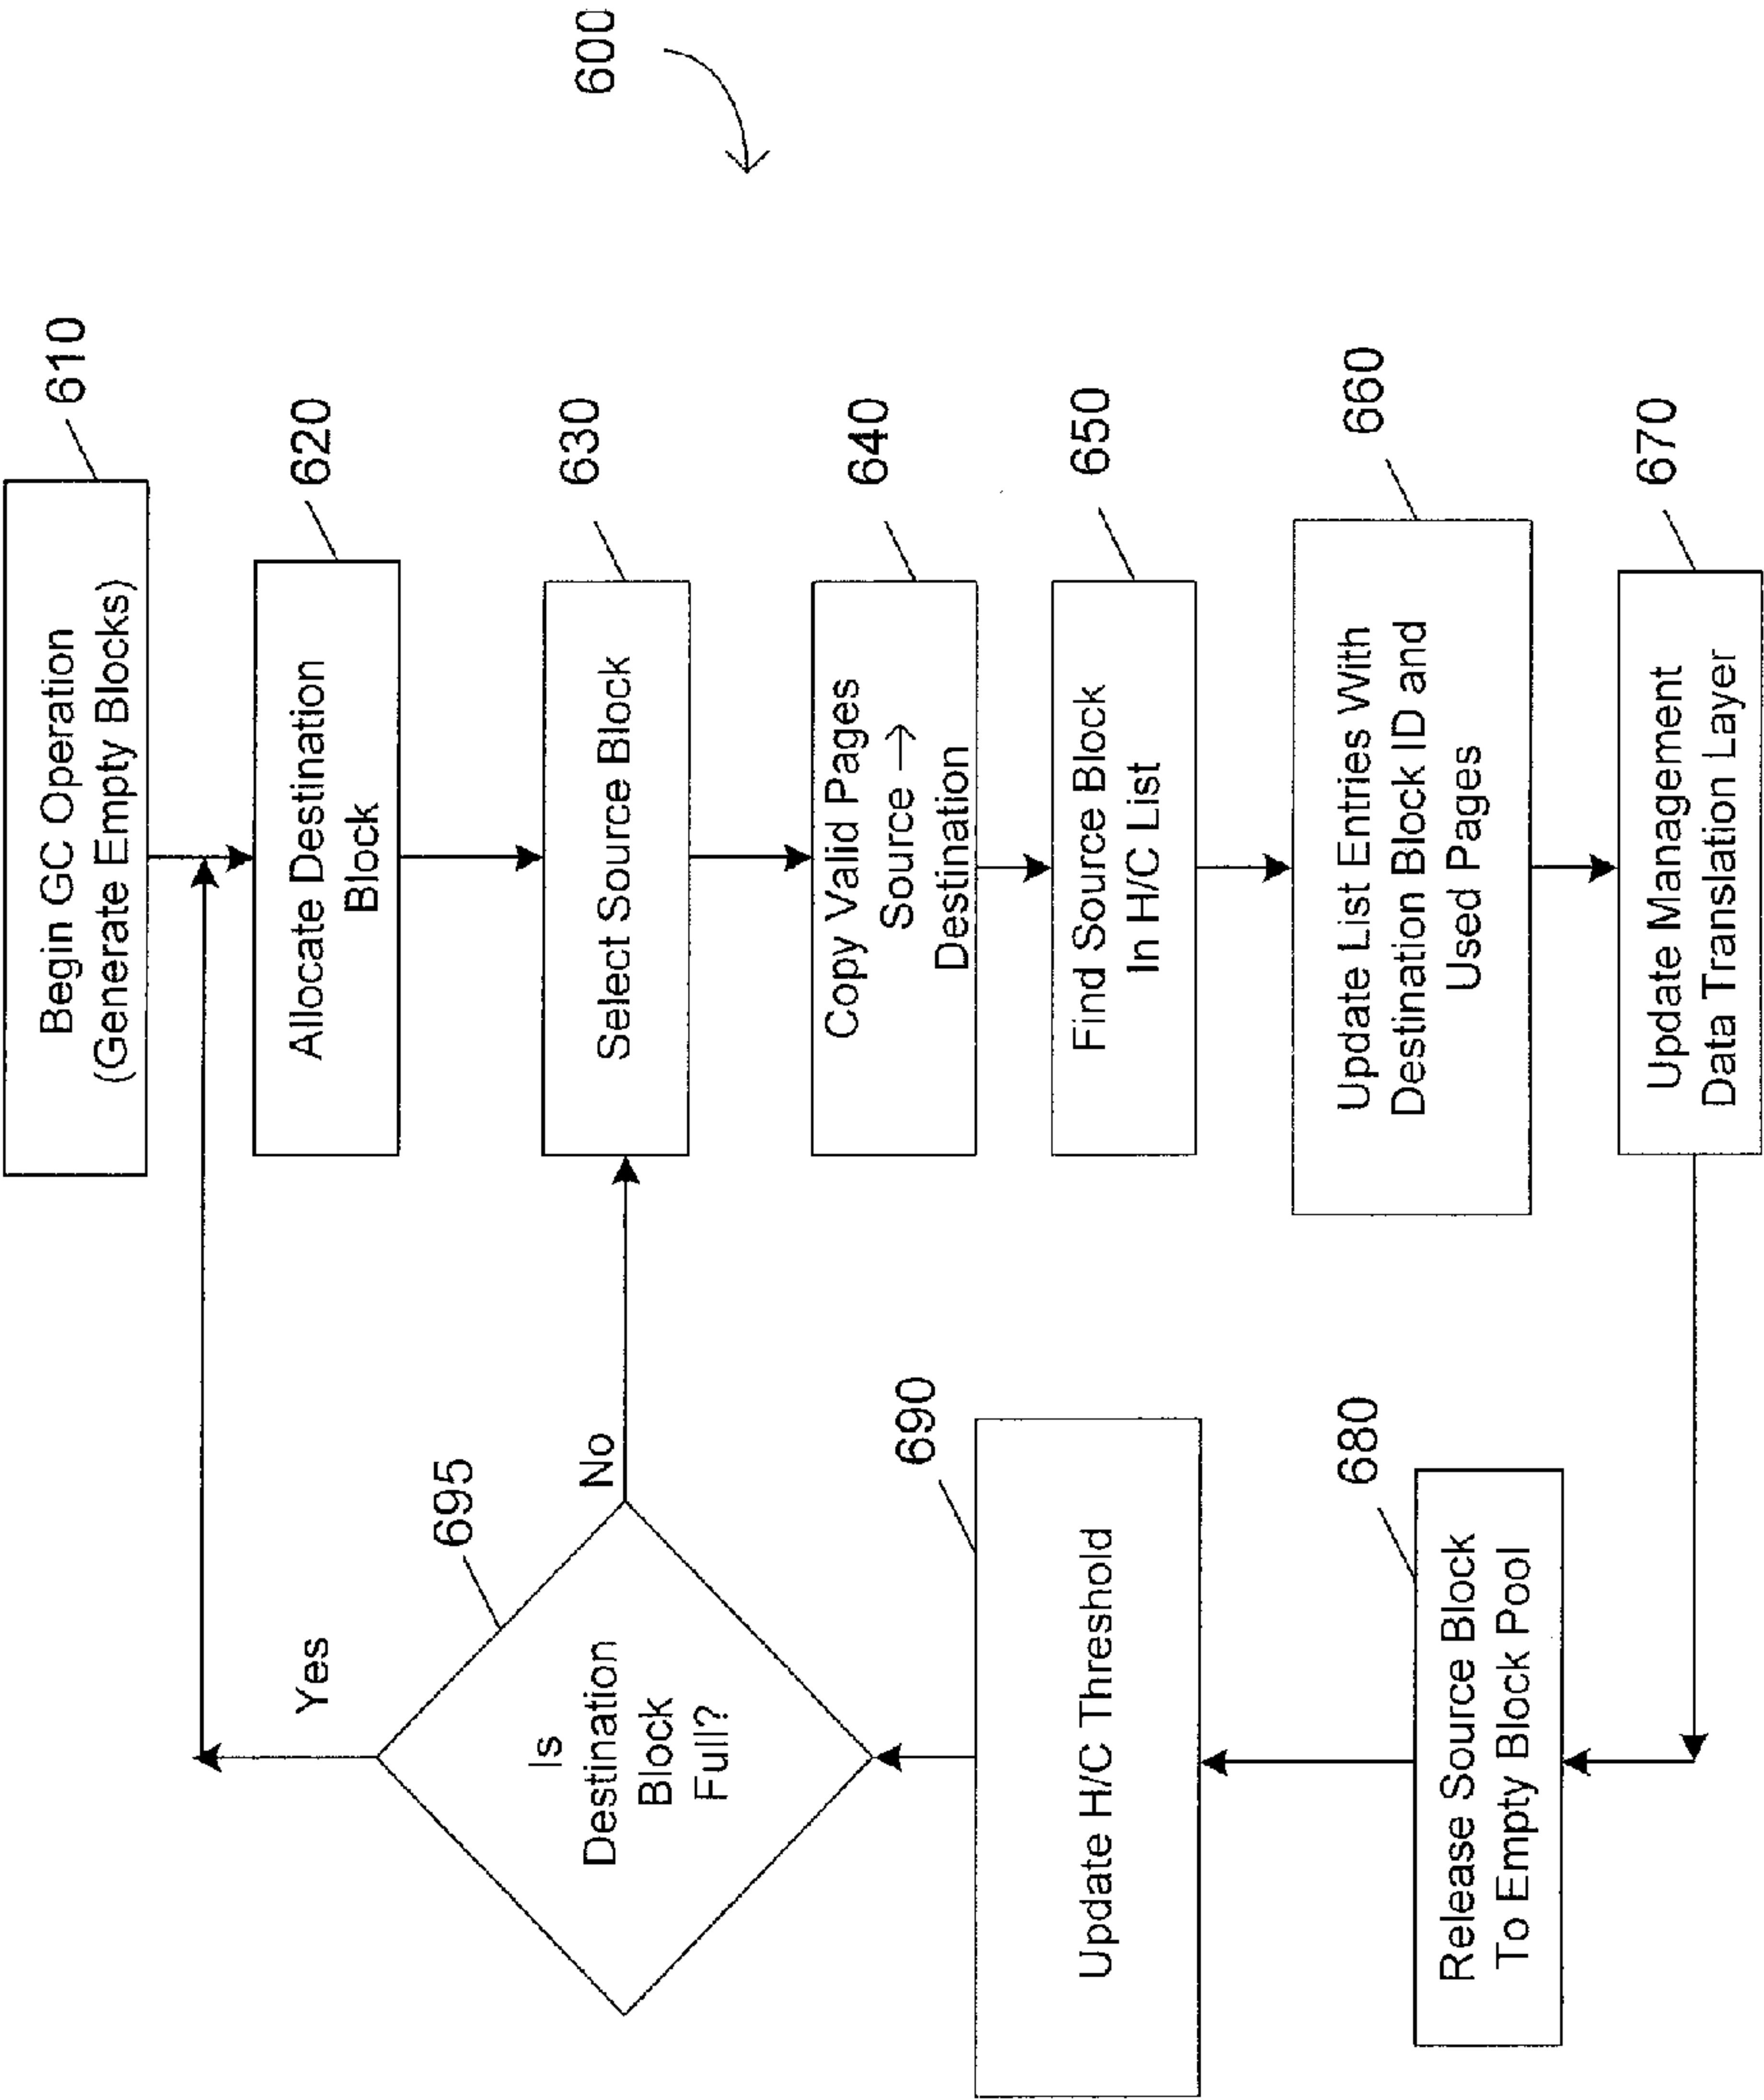 600
610
Begin GC Operation
(Generate Empty Blocks)
620
Allocate Destination
Block
630
Select Source Block
640
Copy Valid Pages
Source →
Destination
650
Find Source Block
In H/C List
660
Update List Entries With
Destination Block ID and
Used Pages
670
Update Management
Data Translation Layer
680
Release Source Block
To Empty Block Pool
690
Update H/C Threshold
695
Is
Destination
Block
Full?
Yes
No